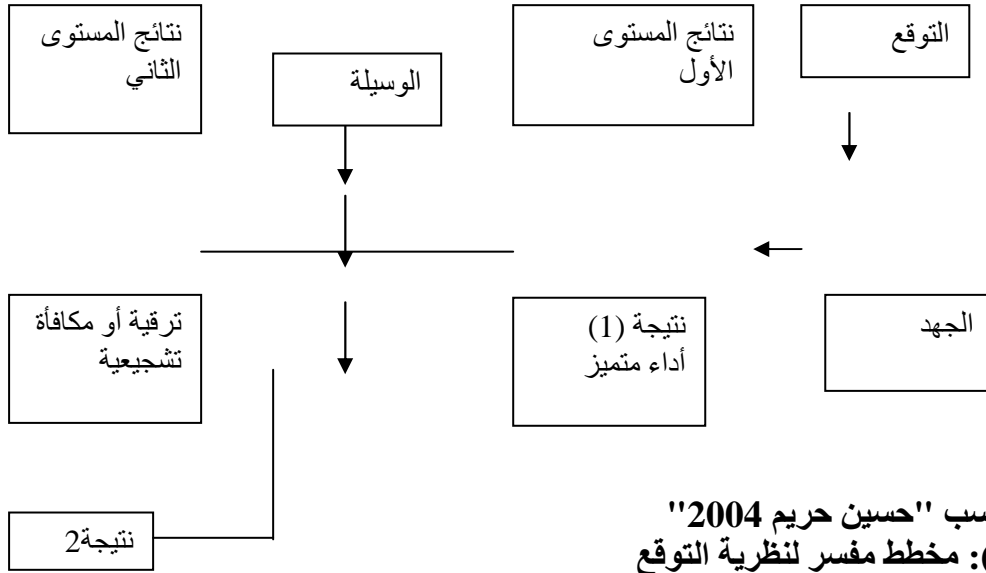 التوقع
نتائج المستوى
الأول
الوسيلة
نتائج المستوى
الثاني
الجهد
نتيجة (1)
أداء متميز
ترقية أو مكافأة
تشجيعية
نتيجة2
"حسين حريم 2004"
: مخطط مفسر لنظرية التوقع